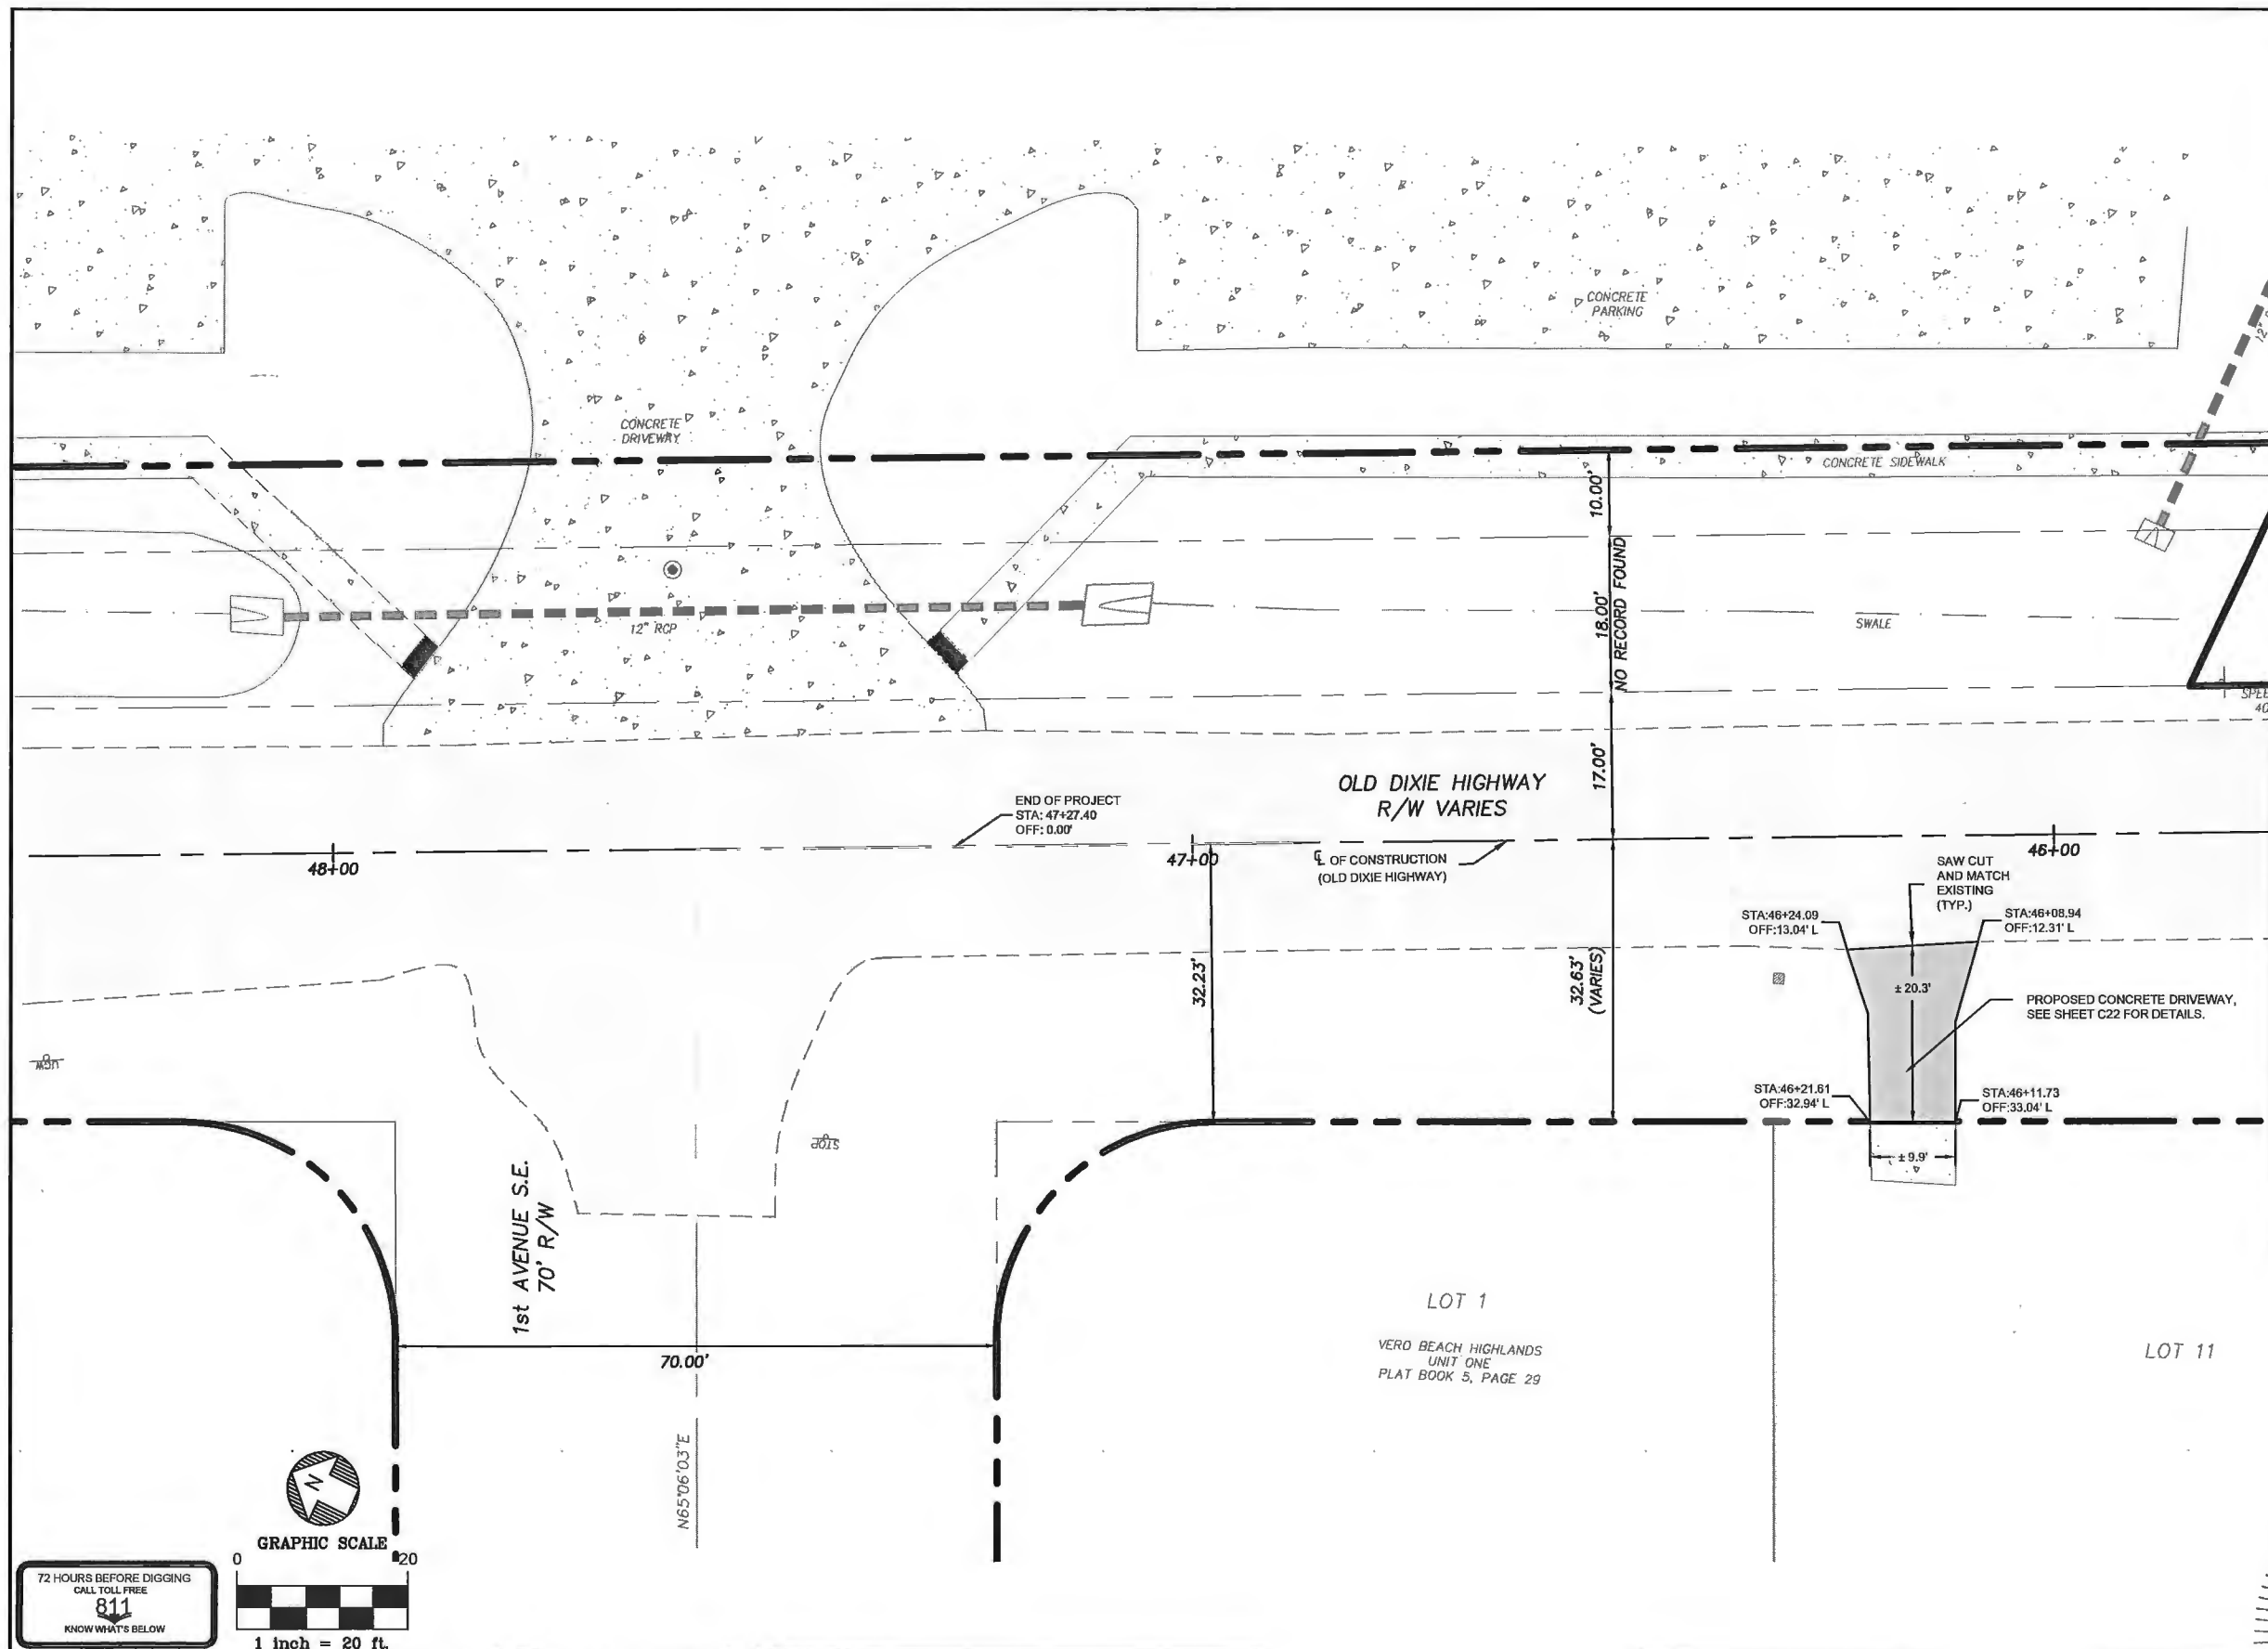 CONCRETE
PARKING
12"
CONCRETE
DRIVEWAY
CONCRETE SIDEWALK
10.00'
18.00'
NO RECORD FOUND
12" RCP
SWALE
40
17.00'
OLD DIXIE HIGHWAY
R/W VARIES
END OF PROJECT
STA: 47+27.40
OFF: 0.00'
48+00
47+00
46+00
℄ OF CONSTRUCTION
(OLD DIXIE HIGHWAY)
SAW CUT
AND MATCH
EXISTING
(TYP.)
STA:46+24.09
OFF:13.04' L
STA:46+08.94
OFF:12.31' L
32.23'
32.63'
(VARIES)
± 20.3'
PROPOSED CONCRETE DRIVEWAY,
SEE SHEET C22 FOR DETAILS.
UGW
STA:46+21.61
OFF:32.94' L
STA:46+11.73
OFF:33.04' L
STOP
± 9.9'
1st AVENUE S.E.
70' R/W
70.00'
LOT 1
VERO BEACH HIGHLANDS
UNIT ONE
PLAT BOOK 5, PAGE 29
LOT 11
N65°06'03"E
N
GRAPHIC SCALE
0 20
1 inch = 20 ft.
72 HOURS BEFORE DIGGING
CALL TOLL FREE
811
KNOW WHAT'S BELOW